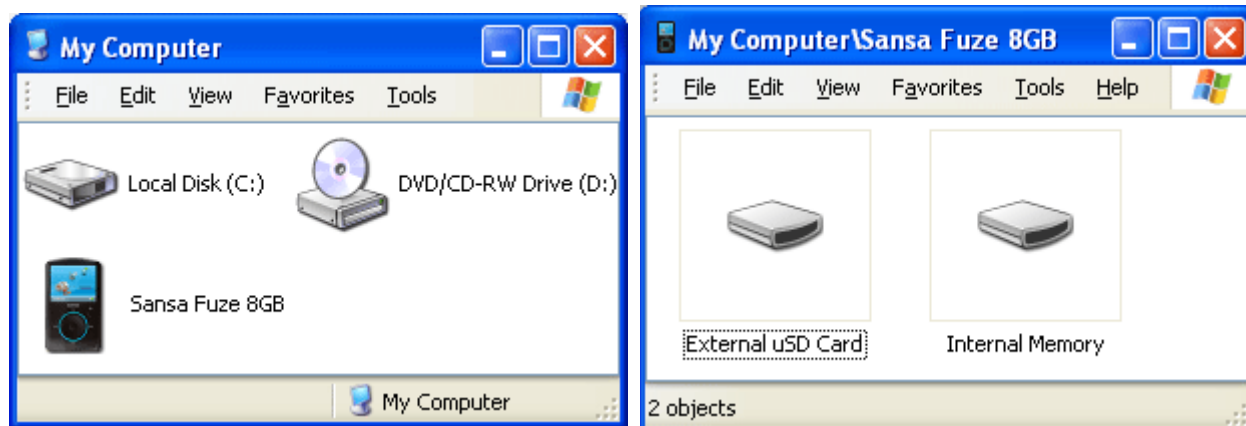 My Computer
File Edit View Favorites Tools
Local Disk (C:) DVD/CD-RW Drive (D:)
Sansa Fuze 8GB
My Computer
My Computer\Sansa Fuze 8GB
File Edit View Favorites Tools Help
External uSD Card Internal Memory
2 objects